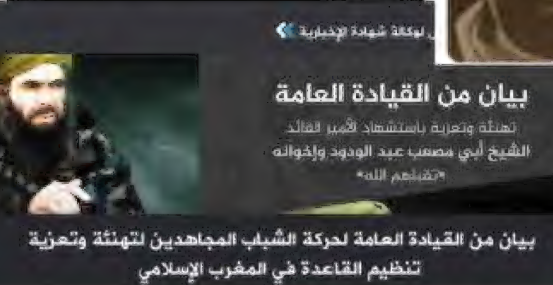 لوكالة شهادة الإخبارية
بيان من القيادة العامة
تهنئة وتعزية باستشهاد الأمير القائد
الشيخ أبي مصعب عبد الودود وإخوانه
*تقبلهم الله*
بيان من القيادة العامة لحركة الشباب المجاهدين لتهنئة وتعزية
تنظيم القاعدة في المغرب الإسلامي